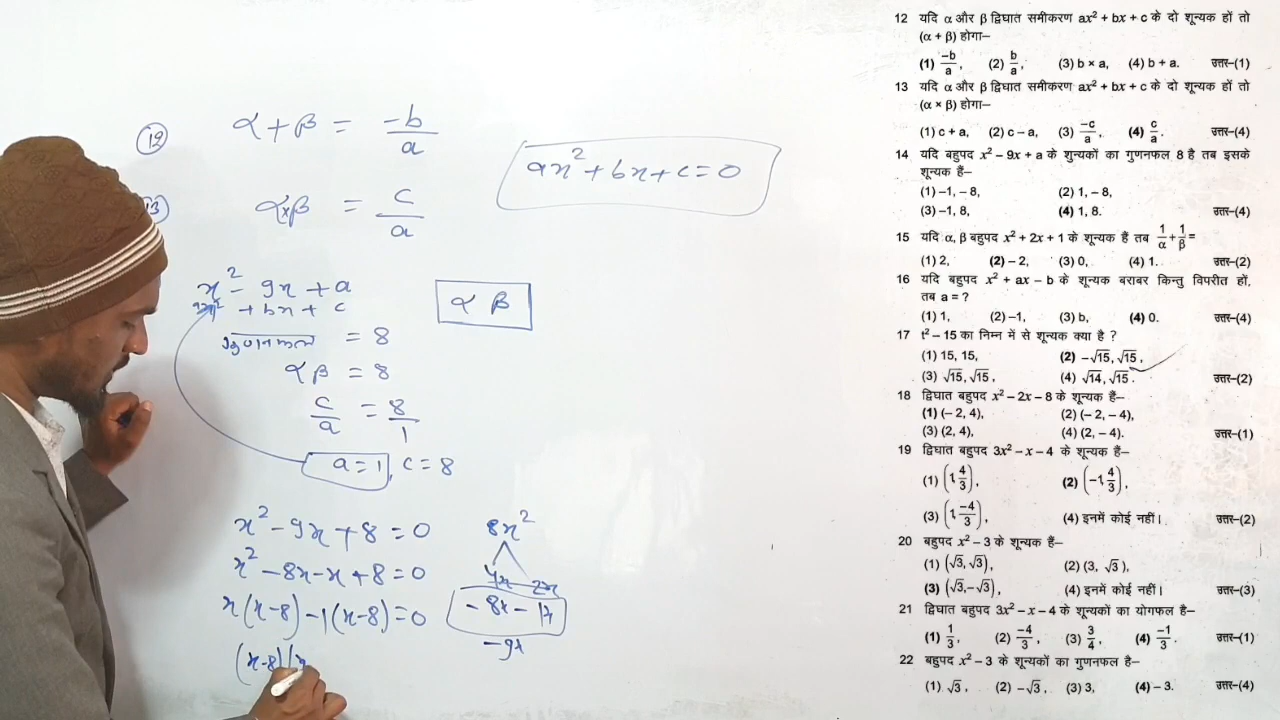 (12) α + β = -b/a
ax² + bx + c = 0
(13) α×β = c/a
x² - 9x + a
ax² + bx + c
α β
गुणनफल = 8
αβ = 8
c/a = 8/1
a = 1, c = 8
x² - 9x + 8 = 0
8x²
x² - 8x - x + 8 = 0
4x 2x
x(x-8) - 1(x-8) = 0
- 8x - 1x
- 9x
(x-8)(x
12 यदि α और β द्विघात समीकरण ax² + bx + c के दो शून्यक हों तो
(α + β) होगा–
(1) -b/a, (2) b/a, (3) b × a, (4) b + a. उत्तर–(1)
13 यदि α और β द्विघात समीकरण ax² + bx + c के दो शून्यक हों तो
(α × β) होगा–
(1) c + a, (2) c – a, (3) -c/a, (4) c/a. उत्तर–(4)
14 यदि बहुपद x² – 9x + a के शुन्यकों का गुणनफल 8 है तब इसके
शून्यक हैं–
(1) –1, – 8, (2) 1, – 8,
(3) –1, 8, (4) 1, 8. उत्तर–(4)
15 यदि α, β बहुपद x² + 2x + 1 के शून्यक हैं तब 1/α + 1/β =
(1) 2, (2) – 2, (3) 0, (4) 1. उत्तर–(2)
16 यदि बहुपद x² + ax – b के शून्यक बराबर किन्तु विपरीत हों,
तब a = ?
(1) 1, (2) –1, (3) b, (4) 0. उत्तर–(4)
17 t² – 15 का निम्न में से शून्यक क्या है ?
(1) 15, 15, (2) –√15, √15,
(3) √15, √15, (4) √14, √15. उत्तर–(2)
18 द्विघात बहुपद x² – 2x – 8 के शून्यक हैं–
(1) (– 2, 4), (2) (– 2, – 4),
(3) (2, 4), (4) (2, – 4). उत्तर–(1)
19 द्विघात बहुपद 3x² – x – 4 के शून्यक हैं–
(1) (1, 4/3), (2) (–1, 4/3),
(3) (1, -4/3), (4) इनमें कोई नहीं। उत्तर–(2)
20 बहुपद x² – 3 के शून्यक हैं–
(1) (√3, √3), (2) (3, √3),
(3) (√3, –√3), (4) इनमें कोई नहीं। उत्तर–(3)
21 द्विघात बहुपद 3x² – x – 4 के शून्यकों का योगफल है–
(1) 1/3, (2) -4/3, (3) 3/4, (4) -1/3. उत्तर–(1)
22 बहुपद x² – 3 के शून्यकों का गुणनफल है–
(1) √3, (2) –√3, (3) 3, (4) – 3. उत्तर–(4)